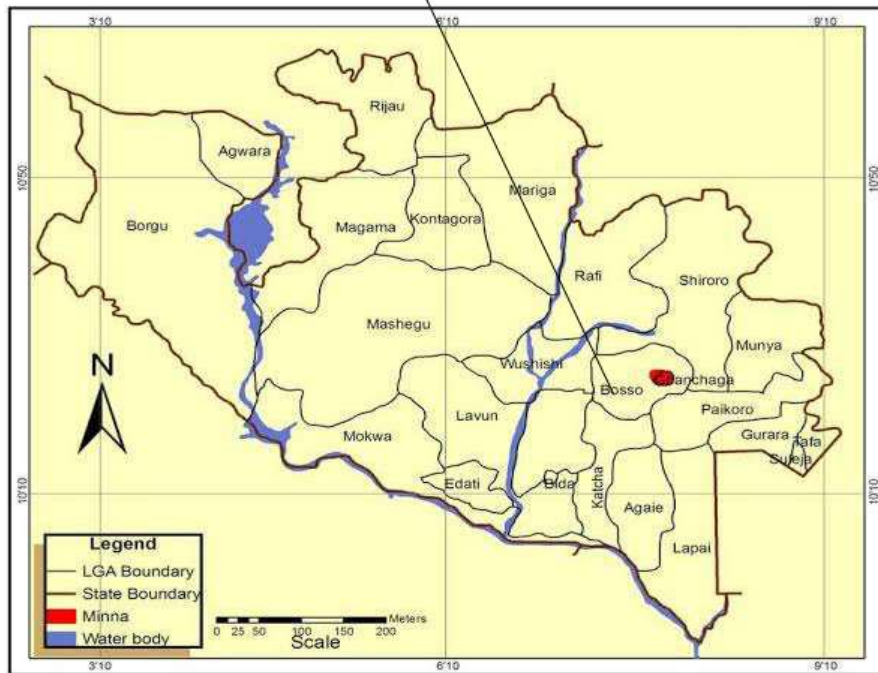 3'10
6'10
9'10
Rijau
Agwara
10'50
10'50
Mariga
Borgu
Magama
Kontagora
Rafi
Shiroro
Mashegu
Munya
N
Wushishi
Bosso
Chanchaga
Paikoro
Lavun
Mokwa
Gurara
Tafa
Suleja
Edati
Bida
Katcha
10'10
10'10
Agaie
Lapai
Legend
LGA Boundary
State Boundary
Minna
Water body
0 25 50 100 150 200 Meters
Scale
3'10
6'10
9'10